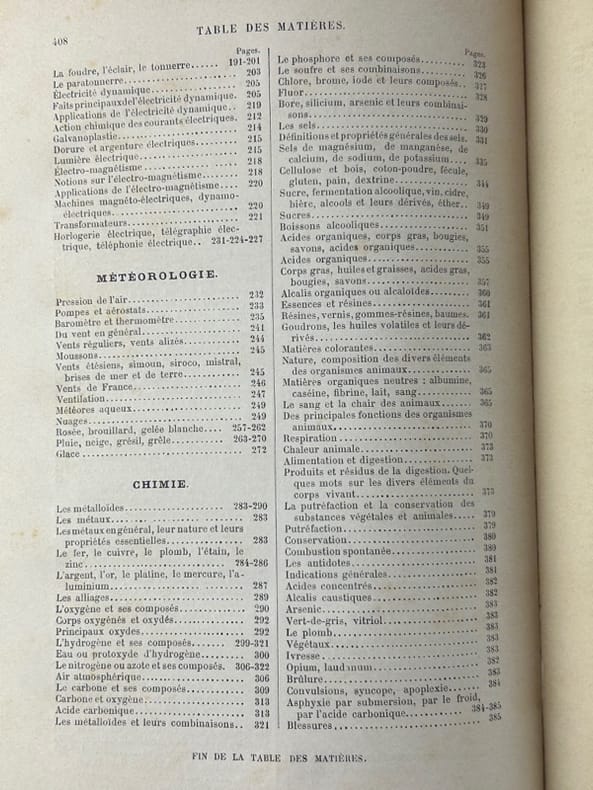 408
TABLE DES MATIÈRES.
Pages.
La foudre, l'éclair, le tonnerre...... 191-201
Le paratonnerre........................ 203
Électricité dynamique.................. 205
Faits principaux de l'électricité dynamique. 205
Applications de l'électricité dynamique.. 219
Action chimique des courants électriques. 212
Galvanoplastie......................... 214
Dorure et argenture électriques........ 215
Lumière électrique..................... 215
Électro-magnétisme..................... 218
Notions sur l'électro-magnétisme....... 218
Applications de l'électro-magnétisme.... 220
Machines magnéto-électriques, dynamo-
électriques............................ 220
Transformateurs........................ 221
Horlogerie électrique, télégraphie élec-
trique, téléphonie électrique.. 231-224-227
MÉTÉOROLOGIE.
Pression de l'air...................... 232
Pompes et aérostats.................... 233
Baromètre et thermomètre............... 235
Du vent en général..................... 241
Vents réguliers, vents alizés.......... 244
Moussons............................... 245
Vents étésiens, simoun, siroco, mistral,
brises de mer et de terre.............. 245
Vents de France........................ 246
Ventilation............................ 247
Météores aqueux........................ 249
Nuages................................. 249
Rosée, brouillard, gelée blanche.... 257-262
Pluie, neige, grésil, grêle......... 263-270
Glace.................................. 272
CHIMIE.
Les métalloïdes..................... 283-290
Les métaux............................. 283
Les métaux en général, leur nature et leurs
propriétés essentielles................ 283
Le fer, le cuivre, le plomb, l'étain, le
zinc................................ 284-286
L'argent, l'or, le platine, le mercure, l'a-
luminium............................... 287
Les alliages........................... 289
L'oxygène et ses composés.............. 290
Corps oxygénés et oxydés............... 292
Principaux oxydes...................... 292
L'hydrogène et ses composés......... 299-321
Eau ou protoxyde d'hydrogène........... 300
Le nitrogène ou azote et ses composés. 306-322
Air atmosphérique...................... 306
Le carbone et ses composés............. 309
Carbone et oxygène..................... 313
Acide carbonique....................... 313
Les métalloïdes et leurs combinaisons.. 321
Pages.
Le phosphore et ses composés........... 323
Le soufre et ses combinaisons.......... 326
Chlore, brome, iode et leurs composés.. 327
Fluor.................................. 328
Bore, silicium, arsenic et leurs combinai-
sons................................... 329
Les sels............................... 330
Définitions et propriétés générales des sels. 331
Sels de magnésium, de manganèse, de
calcium, de sodium, de potassium....... 335
Cellulose et bois, coton-poudre, fécule,
gluten, pain, dextrine................. 344
Sucre, fermentation alcoolique, vin, cidre,
bière, alcools et leurs dérivés, éther.. 349
Sucres................................. 349
Boissons alcooliques................... 351
Acides organiques, corps gras, bougies,
savons, acides organiques.............. 355
Acides organiques...................... 355
Corps gras, huiles et graisses, acides gras,
bougies, savons........................ 357
Alcalis organiques ou alcaloïdes....... 360
Essences et résines.................... 361
Résines, vernis, gommes-résines, baumes. 361
Goudrons, les huiles volatiles et leurs dé-
rivés.................................. 362
Matières colorantes.................... 363
Nature, composition des divers éléments
des organismes animaux................. 365
Matières organiques neutres : albumine,
caséine, fibrine, lait, sang........... 365
Le sang et la chair des animaux........ 365
Des principales fonctions des organismes
animaux................................ 370
Respiration............................ 370
Chaleur animale........................ 373
Alimentation et digestion.............. 373
Produits et résidus de la digestion. Quel-
ques mots sur les divers éléments du
corps vivant........................... 373
La putréfaction et la conservation des
substances végétales et animales....... 379
Putréfaction........................... 379
Conservation........................... 380
Combustion spontanée................... 380
Les antidotes.......................... 381
Indications générales.................. 381
Acides concentrés...................... 382
Alcalis caustiques..................... 382
Arsenic................................ 383
Vert-de-gris, vitriol.................. 383
Le plomb............................... 383
Végétaux............................... 383
Ivresse................................ 383
Opium, laudanum........................ 382
Brûlure................................ 383
Convulsions, syncope, apoplexie........ 384
Asphyxie par submersion, par le froid,
par l'acide carbonique.............. 384-385
Blessures.............................. 385
FIN DE LA TABLE DES MATIÈRES.